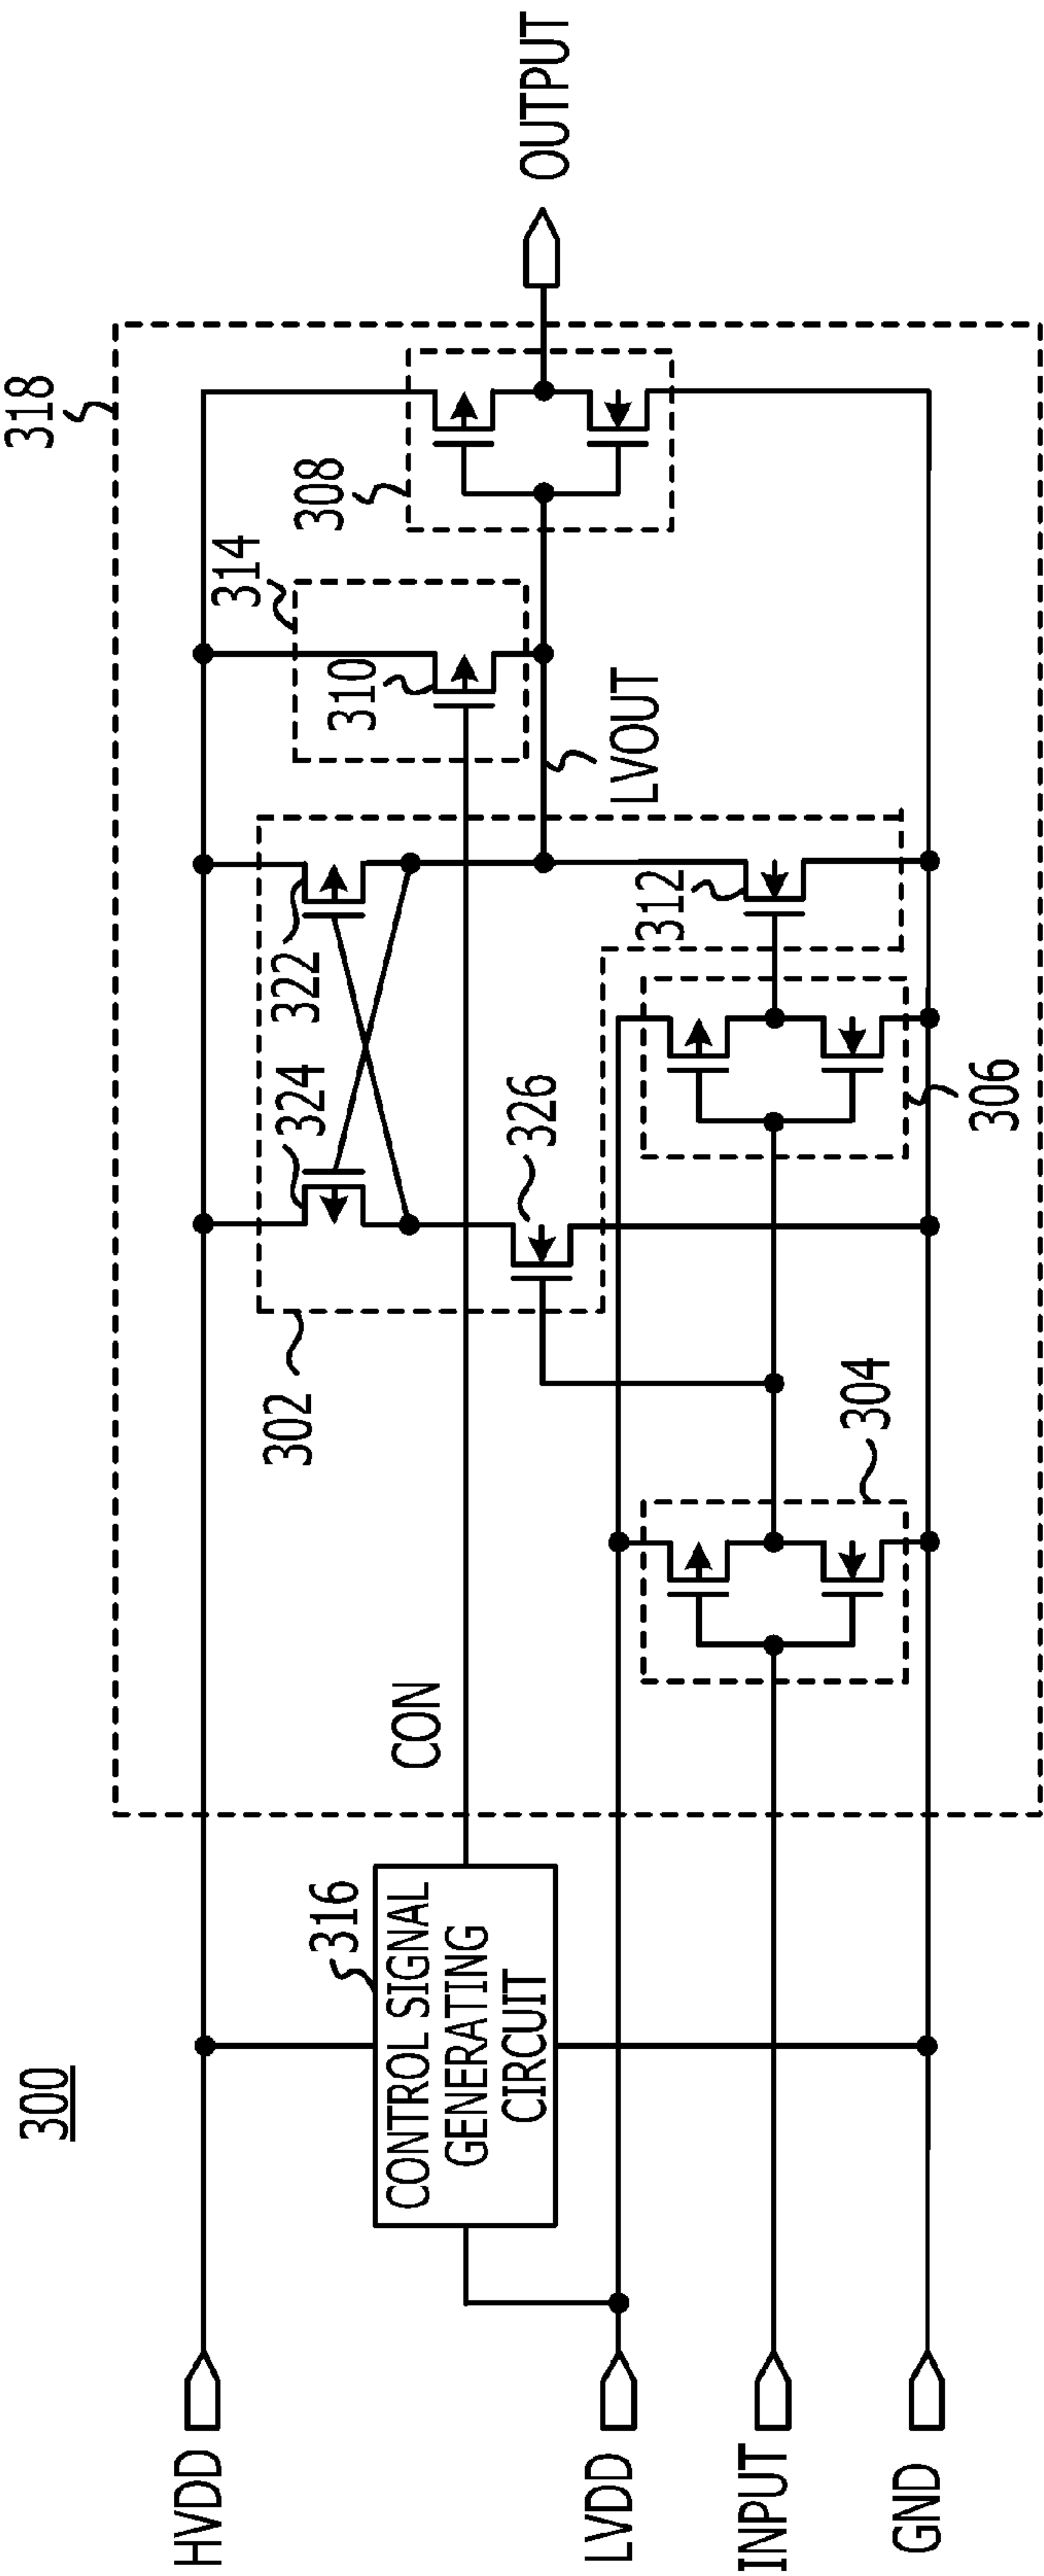 300
318
HVDD
316
CONTROL SIGNAL
GENERATING
CIRCUIT
CON
302
324
322
326
310
314
308
LVOUT
312
OUTPUT
304
306
LVDD
INPUT
GND